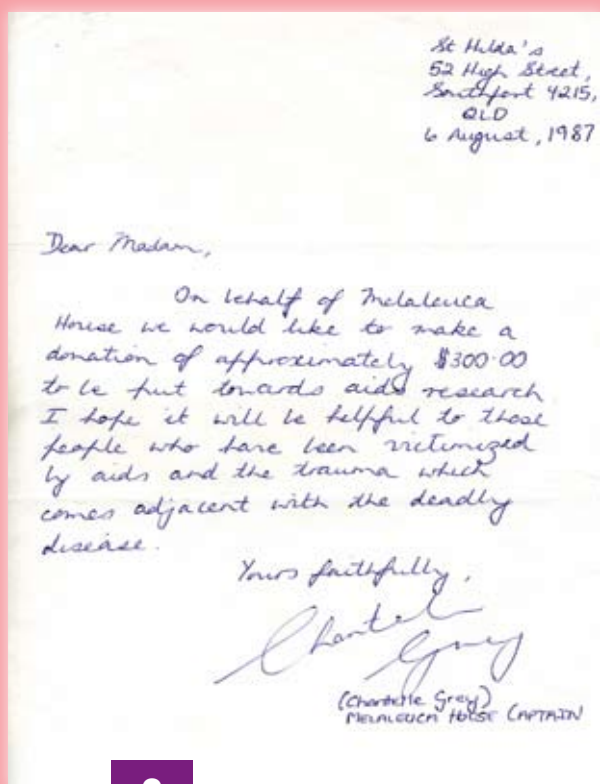 St Hilda's
52 High Street,
Southport 4215,
QLD
6 August, 1987
Dear Madam,
On behalf of Melaleuca
House we would like to make a
donation of approximately $300.00
to be put towards aids research
I hope it will be helpful to those
people who have been victimized
by aids and the trauma which
comes adjacent with the deadly
disease.
Yours faithfully,
Chantelle
Grey
(Chantelle Grey)
MELALEUCA HOUSE CAPTAIN